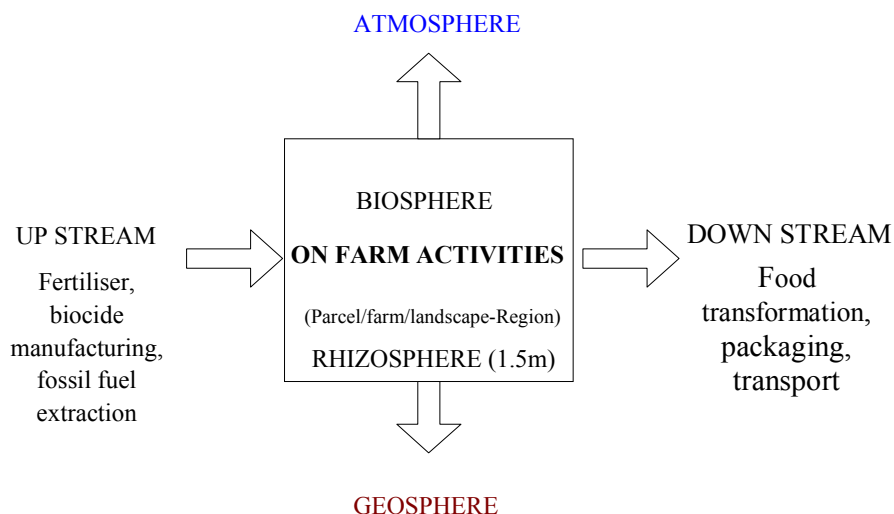 ATMOSPHERE
UP STREAM
Fertiliser,
biocide
manufacturing,
fossil fuel
extraction
BIOSPHERE
ON FARM ACTIVITIES
(Parcel/farm/landscape-Region)
RHIZOSPHERE (1.5m)
DOWN STREAM
Food
transformation,
packaging,
transport
GEOSPHERE